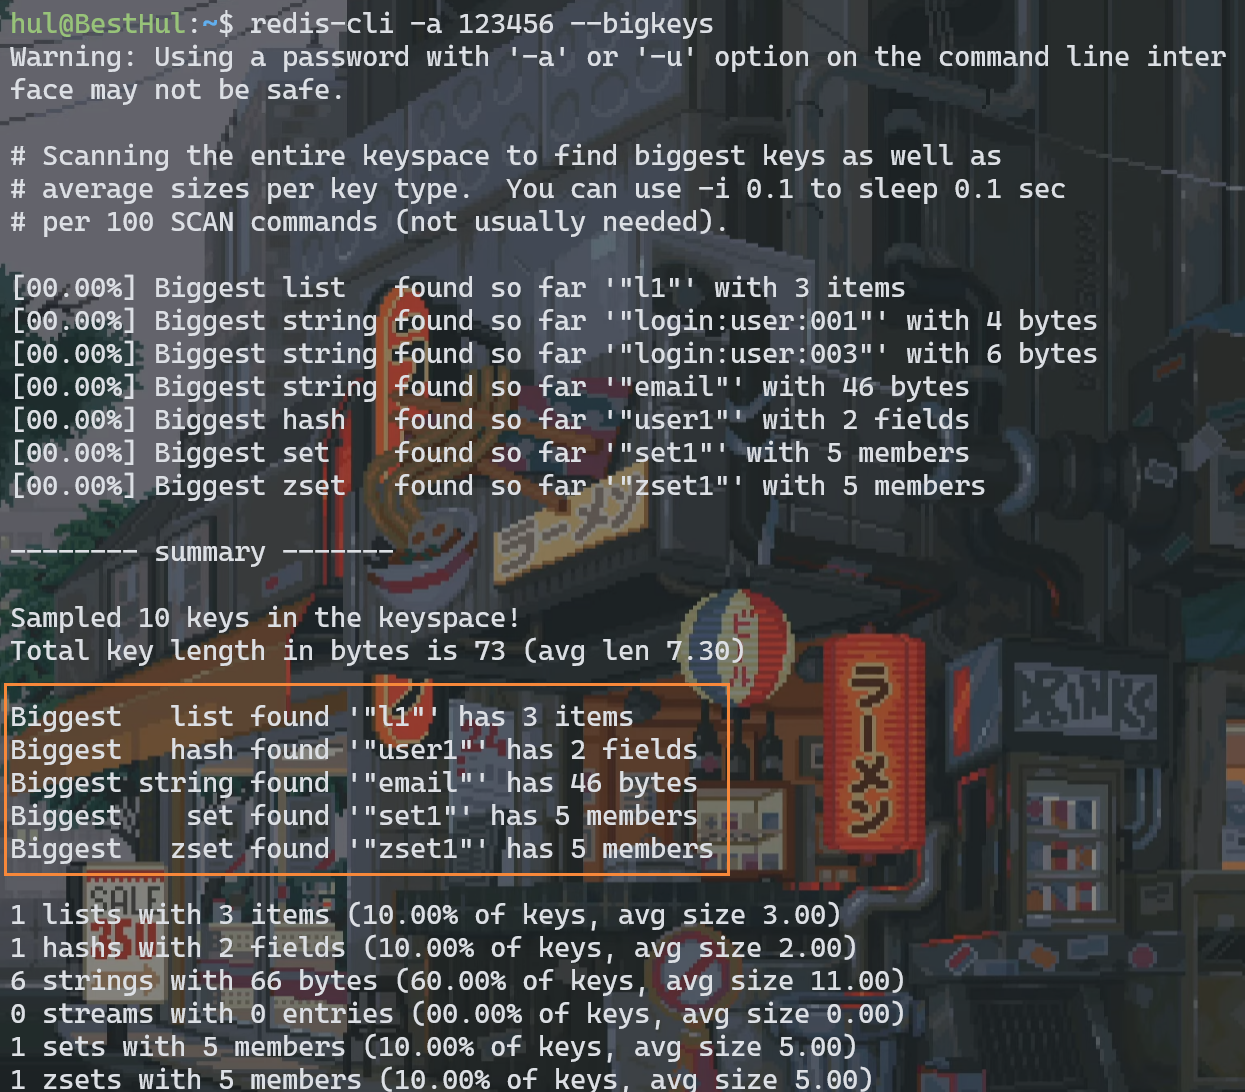 hul@BestHul:~$ redis-cli -a 123456 --bigkeys
Warning: Using a password with '-a' or '-u' option on the command line inter
face may not be safe.
# Scanning the entire keyspace to find biggest keys as well as
# average sizes per key type.  You can use -i 0.1 to sleep 0.1 sec
# per 100 SCAN commands (not usually needed).
[00.00%] Biggest list   found so far '"l1"' with 3 items
[00.00%] Biggest string found so far '"login:user:001"' with 4 bytes
[00.00%] Biggest string found so far '"login:user:003"' with 6 bytes
[00.00%] Biggest string found so far '"email"' with 46 bytes
[00.00%] Biggest hash   found so far '"user1"' with 2 fields
[00.00%] Biggest set    found so far '"set1"' with 5 members
[00.00%] Biggest zset   found so far '"zset1"' with 5 members
-------- summary -------
Sampled 10 keys in the keyspace!
Total key length in bytes is 73 (avg len 7.30)
Biggest   list found '"l1"' has 3 items
Biggest   hash found '"user1"' has 2 fields
Biggest string found '"email"' has 46 bytes
Biggest    set found '"set1"' has 5 members
Biggest   zset found '"zset1"' has 5 members
1 lists with 3 items (10.00% of keys, avg size 3.00)
1 hashs with 2 fields (10.00% of keys, avg size 2.00)
6 strings with 66 bytes (60.00% of keys, avg size 11.00)
0 streams with 0 entries (00.00% of keys, avg size 0.00)
1 sets with 5 members (10.00% of keys, avg size 5.00)
1 zsets with 5 members (10.00% of keys, avg size 5.00)
ラーメン
ラーメン
SALE